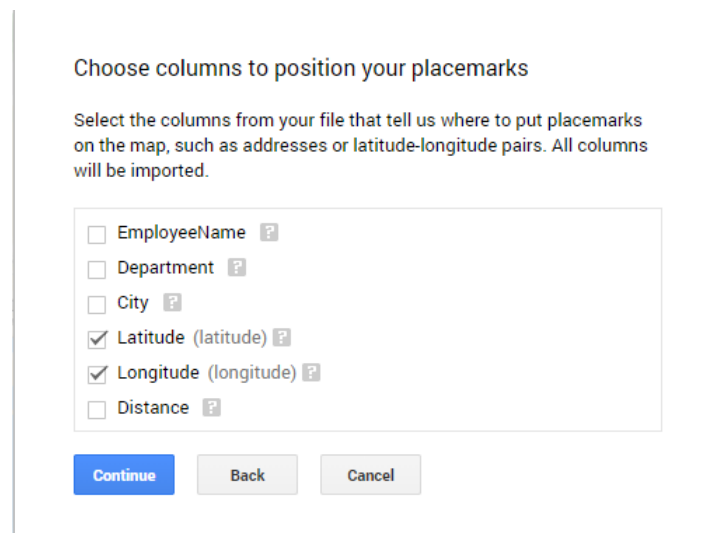 Choose columns to position your placemarks
Select the columns from your file that tell us where to put placemarks
on the map, such as addresses or latitude-longitude pairs. All columns
will be imported.
EmployeeName ?
Department ?
City ?
Latitude (latitude) ?
Longitude (longitude) ?
Distance ?
Continue Back Cancel